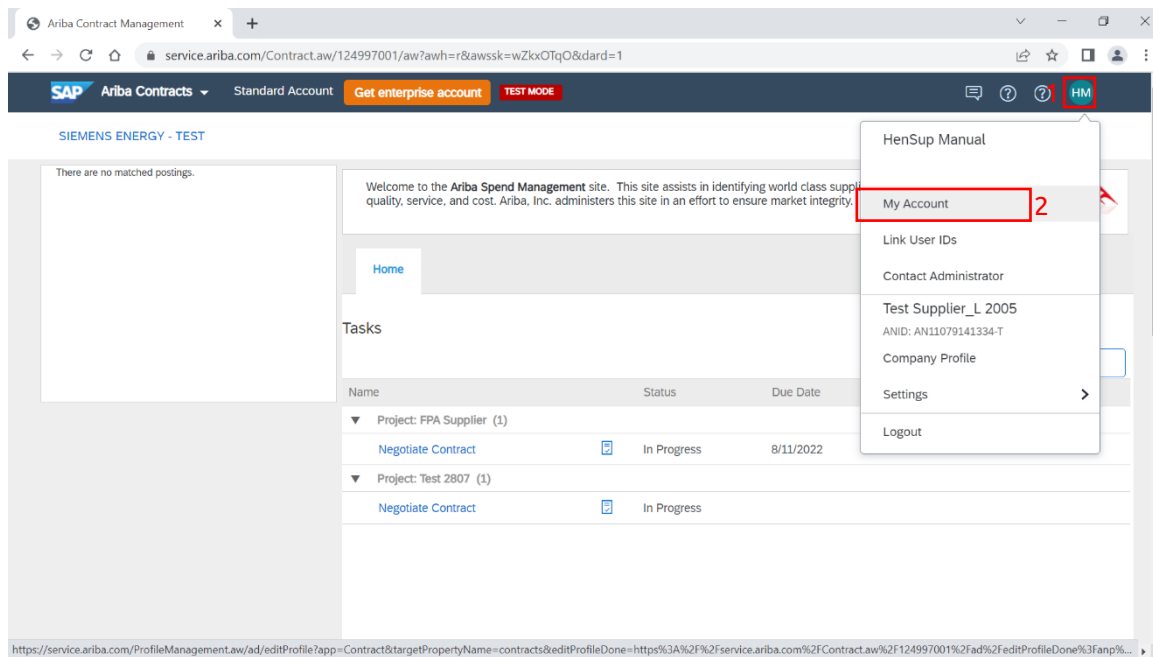 Ariba Contract Management
service.ariba.com/Contract.aw/124997001/aw?awh=r&awssk=wZkxOTqO&dard=1
SAP Ariba Contracts Standard Account Get enterprise account TEST MODE 1 HM
SIEMENS ENERGY - TEST
There are no matched postings.
Welcome to the Ariba Spend Management site. This site assists in identifying world class suppli
quality, service, and cost. Ariba, Inc. administers this site in an effort to ensure market integrity.
Home
Tasks
Name Status Due Date
Project: FPA Supplier (1)
Negotiate Contract In Progress 8/11/2022
Project: Test 2807 (1)
Negotiate Contract In Progress
HenSup Manual
My Account 2
Link User IDs
Contact Administrator
Test Supplier_L 2005
ANID: AN11079141334-T
Company Profile
Settings
Logout
https://service.ariba.com/ProfileManagement.aw/ad/editProfile?app=Contract&targetPropertyName=contracts&editProfileDone=https%3A%2F%2Fservice.ariba.com%2FContract.aw%2F124997001%2Fad%2FeditProfileDone%3Fanp%...